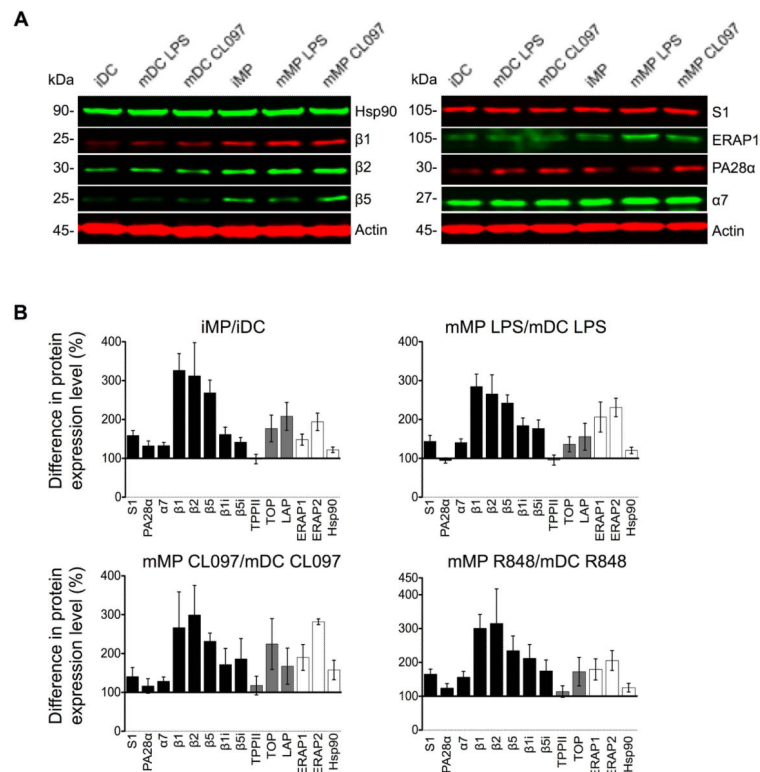 A
kDa
iDC
mDC LPS
mDC CL097
iMP
mMP LPS
mMP CL097
90-
Hsp90
25-
β1
30-
β2
25-
β5
45-
Actin
kDa
iDC
mDC LPS
mDC CL097
iMP
mMP LPS
mMP CL097
105-
S1
105-
ERAP1
30-
PA28α
27-
α7
45-
Actin
B
iMP/iDC
Difference in protein
expression level (%)
400
300
200
100
0
S1
PA28α
α7
β1
β2
β5
β1i
β5i
TPPII
TOP
LAP
ERAP1
ERAP2
Hsp90
mMP LPS/mDC LPS
400
300
200
100
0
S1
PA28α
α7
β1
β2
β5
β1i
β5i
TPPII
TOP
LAP
ERAP1
ERAP2
Hsp90
mMP CL097/mDC CL097
Difference in protein
expression level (%)
400
300
200
100
0
S1
PA28α
α7
β1
β2
β5
β1i
β5i
TPPII
TOP
LAP
ERAP1
ERAP2
Hsp90
mMP R848/mDC R848
450
300
200
100
0
S1
PA28α
α7
β1
β2
β5
β1i
β5i
TPPII
TOP
ERAP1
ERAP2
Hsp90